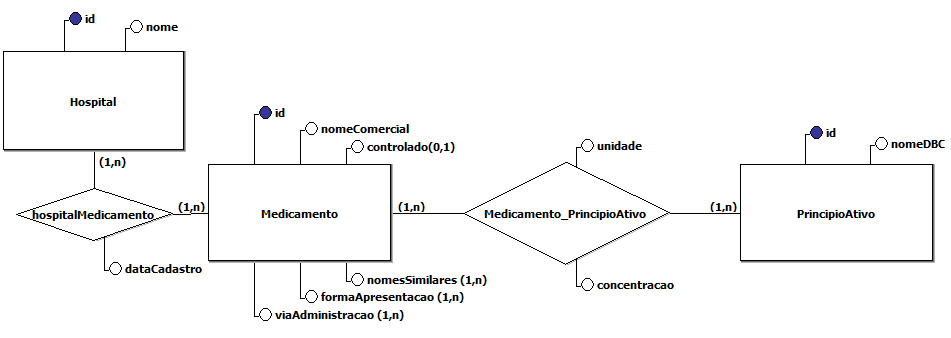 id
nome
Hospital
(1,n)
hospitalMedicamento
(1,n)
dataCadastro
id
nomeComercial
controlado(0,1)
Medicamento
nomesSimilares (1,n)
formaApresentacao (1,n)
viaAdministracao (1,n)
(1,n)
unidade
Medicamento_PrincipioAtivo
concentracao
(1,n)
id
nomeDBC
PrincipioAtivo